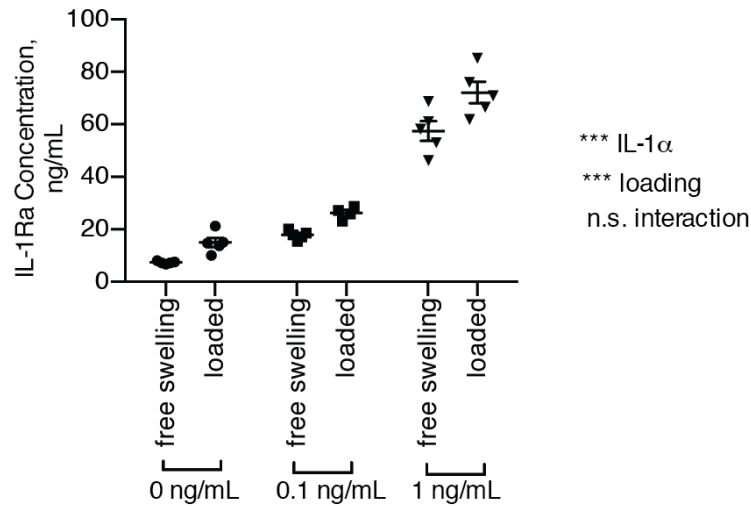 IL-1Ra Concentration,
ng/mL
100
80
60
40
20
0
*** IL-1α
*** loading
n.s. interaction
free swelling
loaded
free swelling
loaded
free swelling
loaded
0 ng/mL
0.1 ng/mL
1 ng/mL